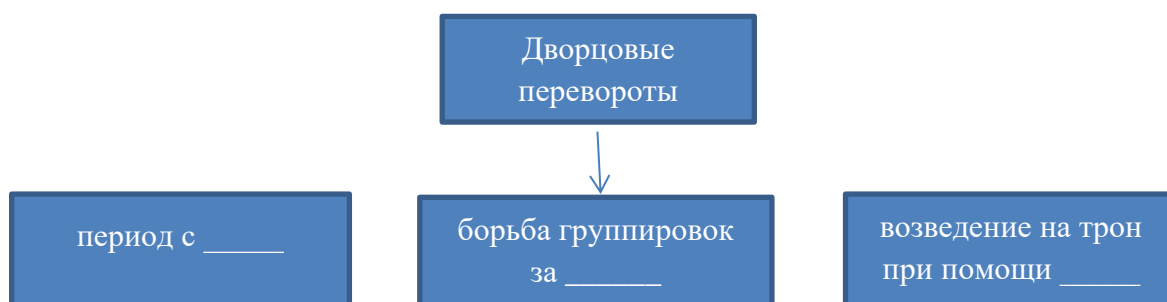 Дворцовые
перевороты
период с _____
борьба группировок
за ______
возведение на трон
при помощи _____